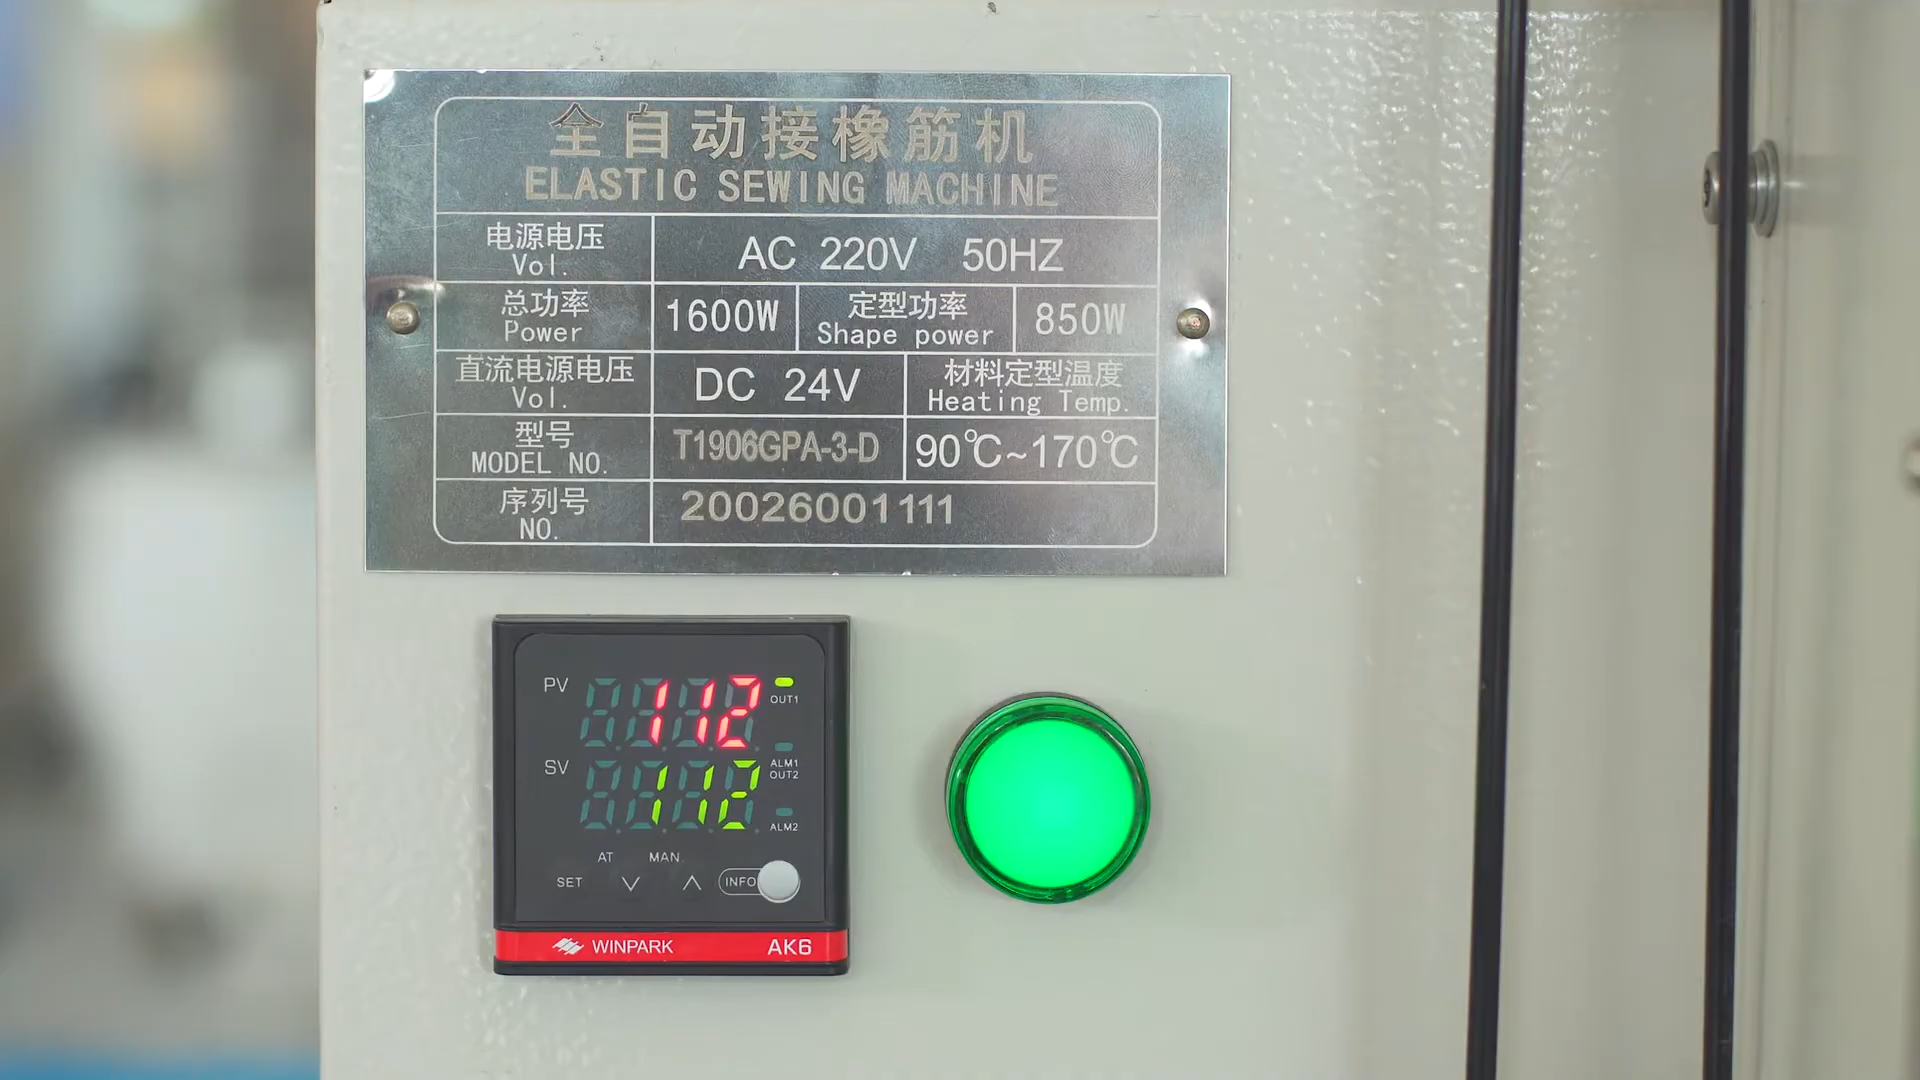 全自动接橡筋机
ELASTIC SEWING MACHINE
电源电压
Vol.
AC 220V 50HZ
总功率
Power
1600W
定型功率
Shape power
850W
直流电源电压
Vol.
DC 24V
材料定型温度
Heating Temp.
型号
MODEL NO.
T1906GPA-3-D
90℃~170℃
序列号
NO.
20026001111
PV 112 OUT1
ALM1
OUT2
SV 112
ALM2
AT MAN
SET INFO
WINPARK AK6